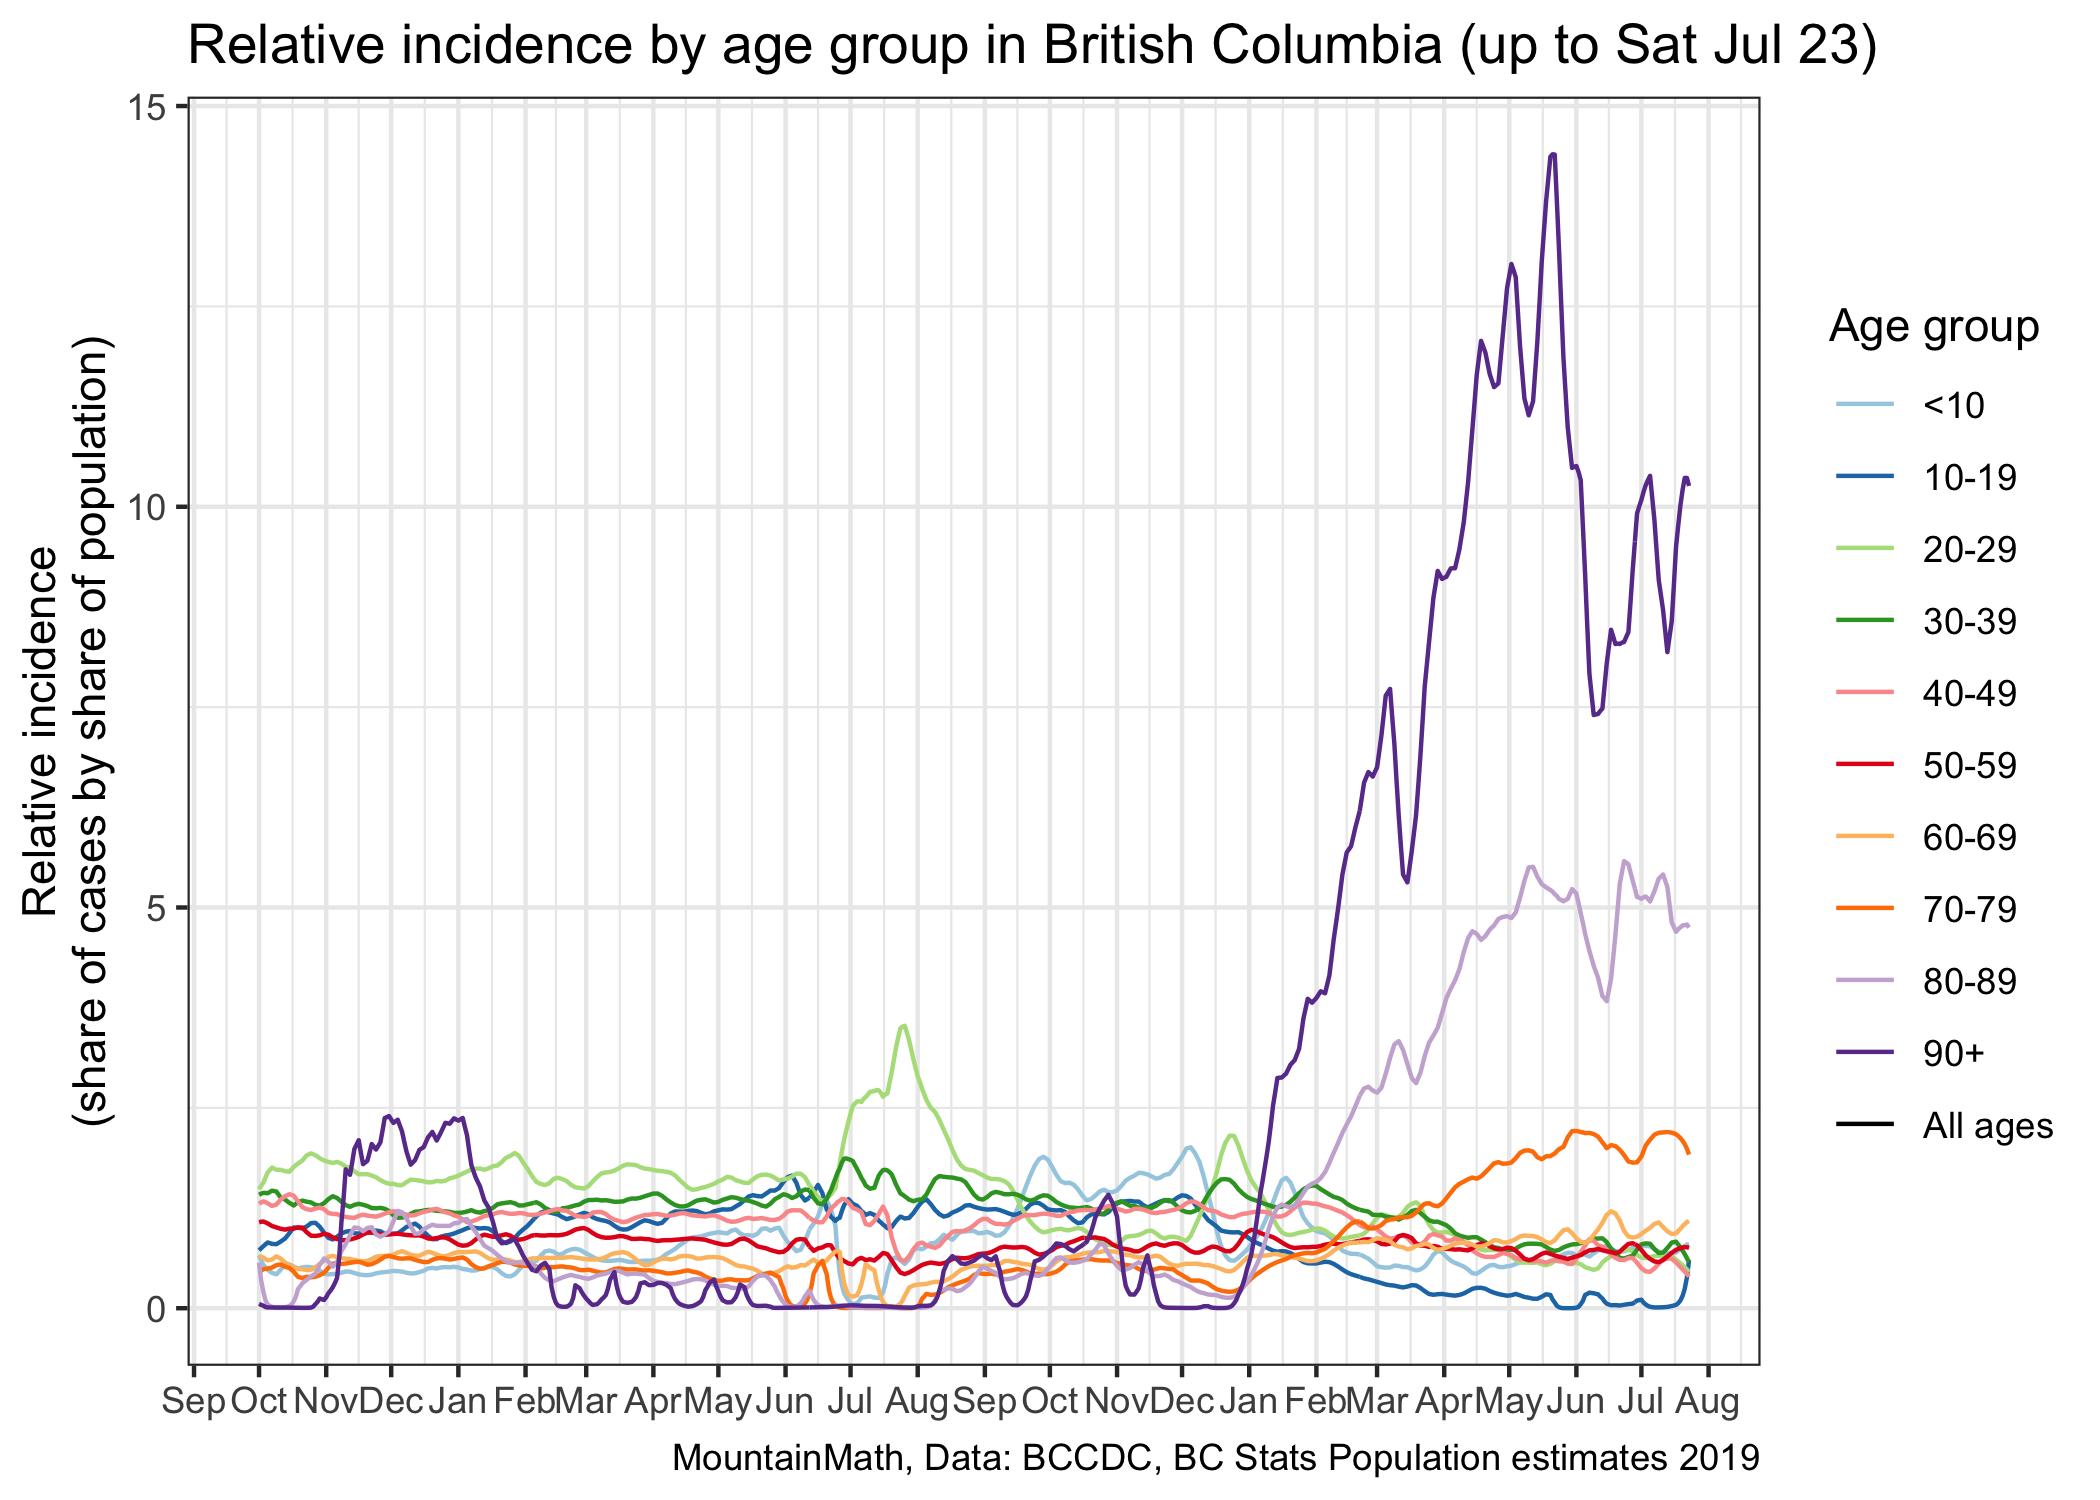 Relative incidence by age group in British Columbia (up to Sat Jul 23)
Relative incidence
(share of cases by share of population)
15
10
5
0
Sep Oct Nov Dec Jan Feb Mar Apr May Jun Jul Aug Sep Oct Nov Dec Jan Feb Mar Apr May Jun Jul Aug
Age group
<10
10-19
20-29
30-39
40-49
50-59
60-69
70-79
80-89
90+
All ages
MountainMath, Data: BCCDC, BC Stats Population estimates 2019